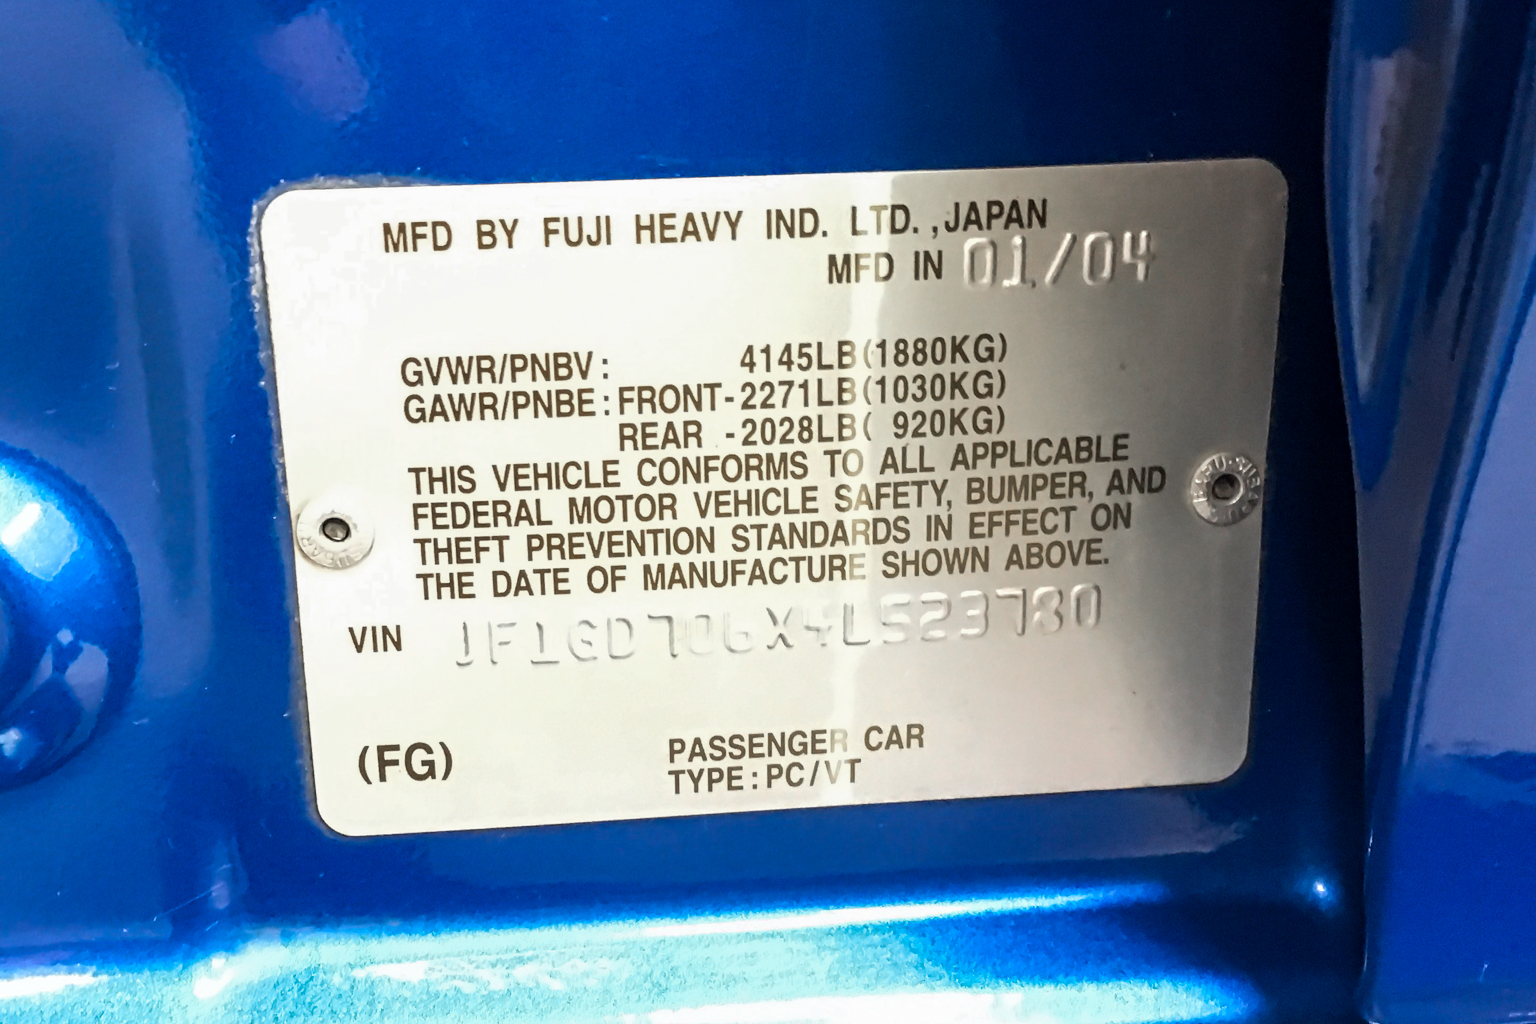 MFD BY FUJI HEAVY IND. LTD. ,JAPAN
MFD IN 01/04
GVWR/PNBV : 4145LB(1880KG)
GAWR/PNBE : FRONT-2271LB(1030KG)
REAR -2028LB( 920KG)
THIS VEHICLE CONFORMS TO ALL APPLICABLE
FEDERAL MOTOR VEHICLE SAFETY, BUMPER, AND
THEFT PREVENTION STANDARDS IN EFFECT ON
THE DATE OF MANUFACTURE SHOWN ABOVE.
VIN JF1GD706X4L523780
(FG)
PASSENGER CAR
TYPE : PC/VT